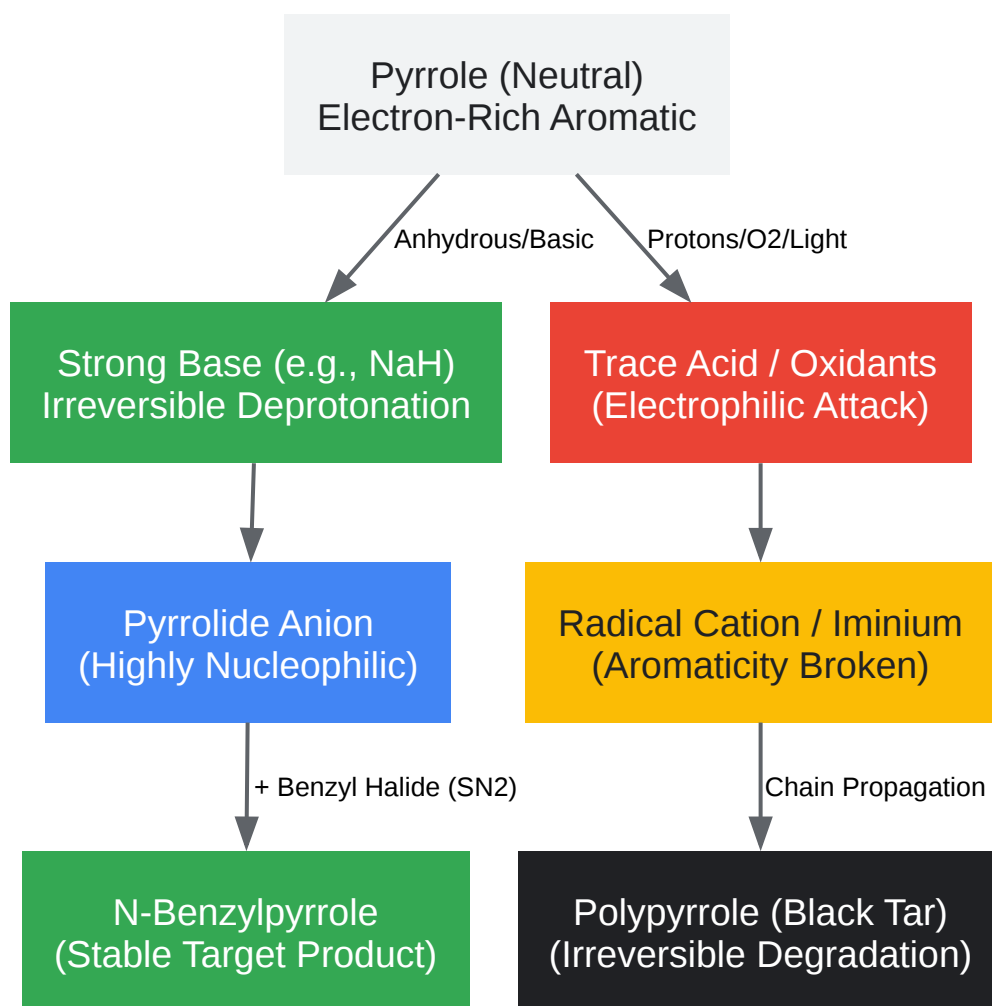 Pyrrole (Neutral)
Electron-Rich Aromatic
Anhydrous/Basic
Protons/O2/Light
Strong Base (e.g., NaH)
Irreversible Deprotonation
Trace Acid / Oxidants
(Electrophilic Attack)
Pyrrolide Anion
(Highly Nucleophilic)
Radical Cation / Iminium
(Aromaticity Broken)
+ Benzyl Halide (SN2)
Chain Propagation
N-Benzylpyrrole
(Stable Target Product)
Polypyrrole (Black Tar)
(Irreversible Degradation)